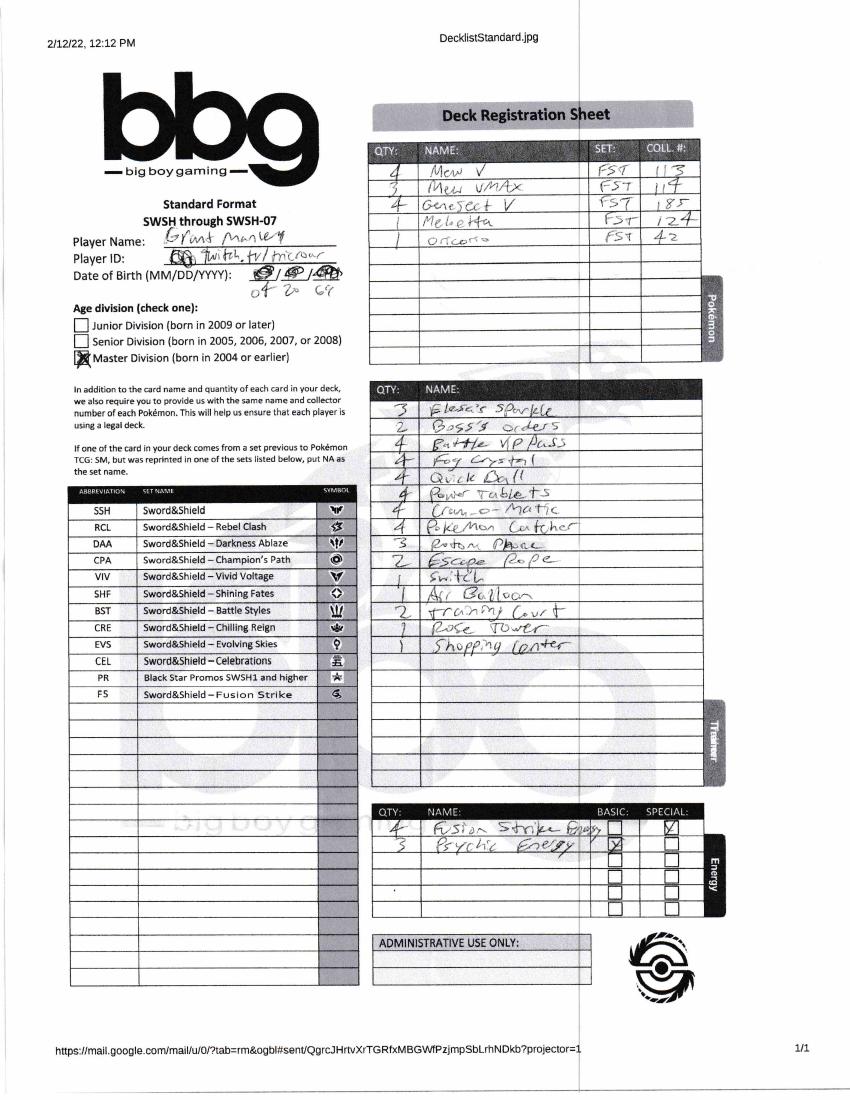 2/12/22, 12:12 PM
DecklistStandard.jpg
bbg
big boy gaming
Standard Format
SWSH through SWSH-07
Player Name: Grant Manley
Player ID: twitch.tv/tricroar
Date of Birth (MM/DD/YYYY): / /
04 20 69
Age division (check one):
Junior Division (born in 2009 or later)
Senior Division (born in 2005, 2006, 2007, or 2008)
Master Division (born in 2004 or earlier)
In addition to the card name and quantity of each card in your deck,
we also require you to provide us with the same name and collector
number of each Pokémon. This will help us ensure that each player is
using a legal deck.
If one of the card in your deck comes from a set previous to Pokémon
TCG: SM, but was reprinted in one of the sets listed below, put NA as
the set name.
ABBREVIATION SET NAME SYMBOL
SSH Sword&Shield
RCL Sword&Shield – Rebel Clash
DAA Sword&Shield – Darkness Ablaze
CPA Sword&Shield – Champion's Path
VIV Sword&Shield – Vivid Voltage
SHF Sword&Shield – Shining Fates
BST Sword&Shield – Battle Styles
CRE Sword&Shield – Chilling Reign
EVS Sword&Shield – Evolving Skies
CEL Sword&Shield – Celebrations
PR Black Star Promos SWSH1 and higher
FS Sword&Shield – Fusion Strike
Deck Registration Sheet
QTY: NAME: SET: COLL. #:
4 Mew V FST 113
3 Mew VMAX FST 114
4 Genesect V FST 185
1 Meloetta FST 124
1 Oricorio FST 42
Pokémon
QTY: NAME:
3 Elesa's Sparkle
2 Boss's orders
4 Battle VIP Pass
4 Fog Crystal
4 Quick Ball
4 Power Tablets
4 Cram-o-Matic
4 Pokemon Catcher
3 Rotom Phone
2 Escape Rope
1 Switch
1 Air Balloon
2 Training Court
1 Rose Tower
1 Shopping Center
Trainer
QTY: NAME: BASIC: SPECIAL:
4 Fusion Strike Energy
3 Psychic Energy
Energy
ADMINISTRATIVE USE ONLY:
https://mail.google.com/mail/u/0/?tab=rm&ogbl#sent/QgrcJHrtvXrTGRfxMBGWfPzjmpSbLrhNDkb?projector=1
1/1